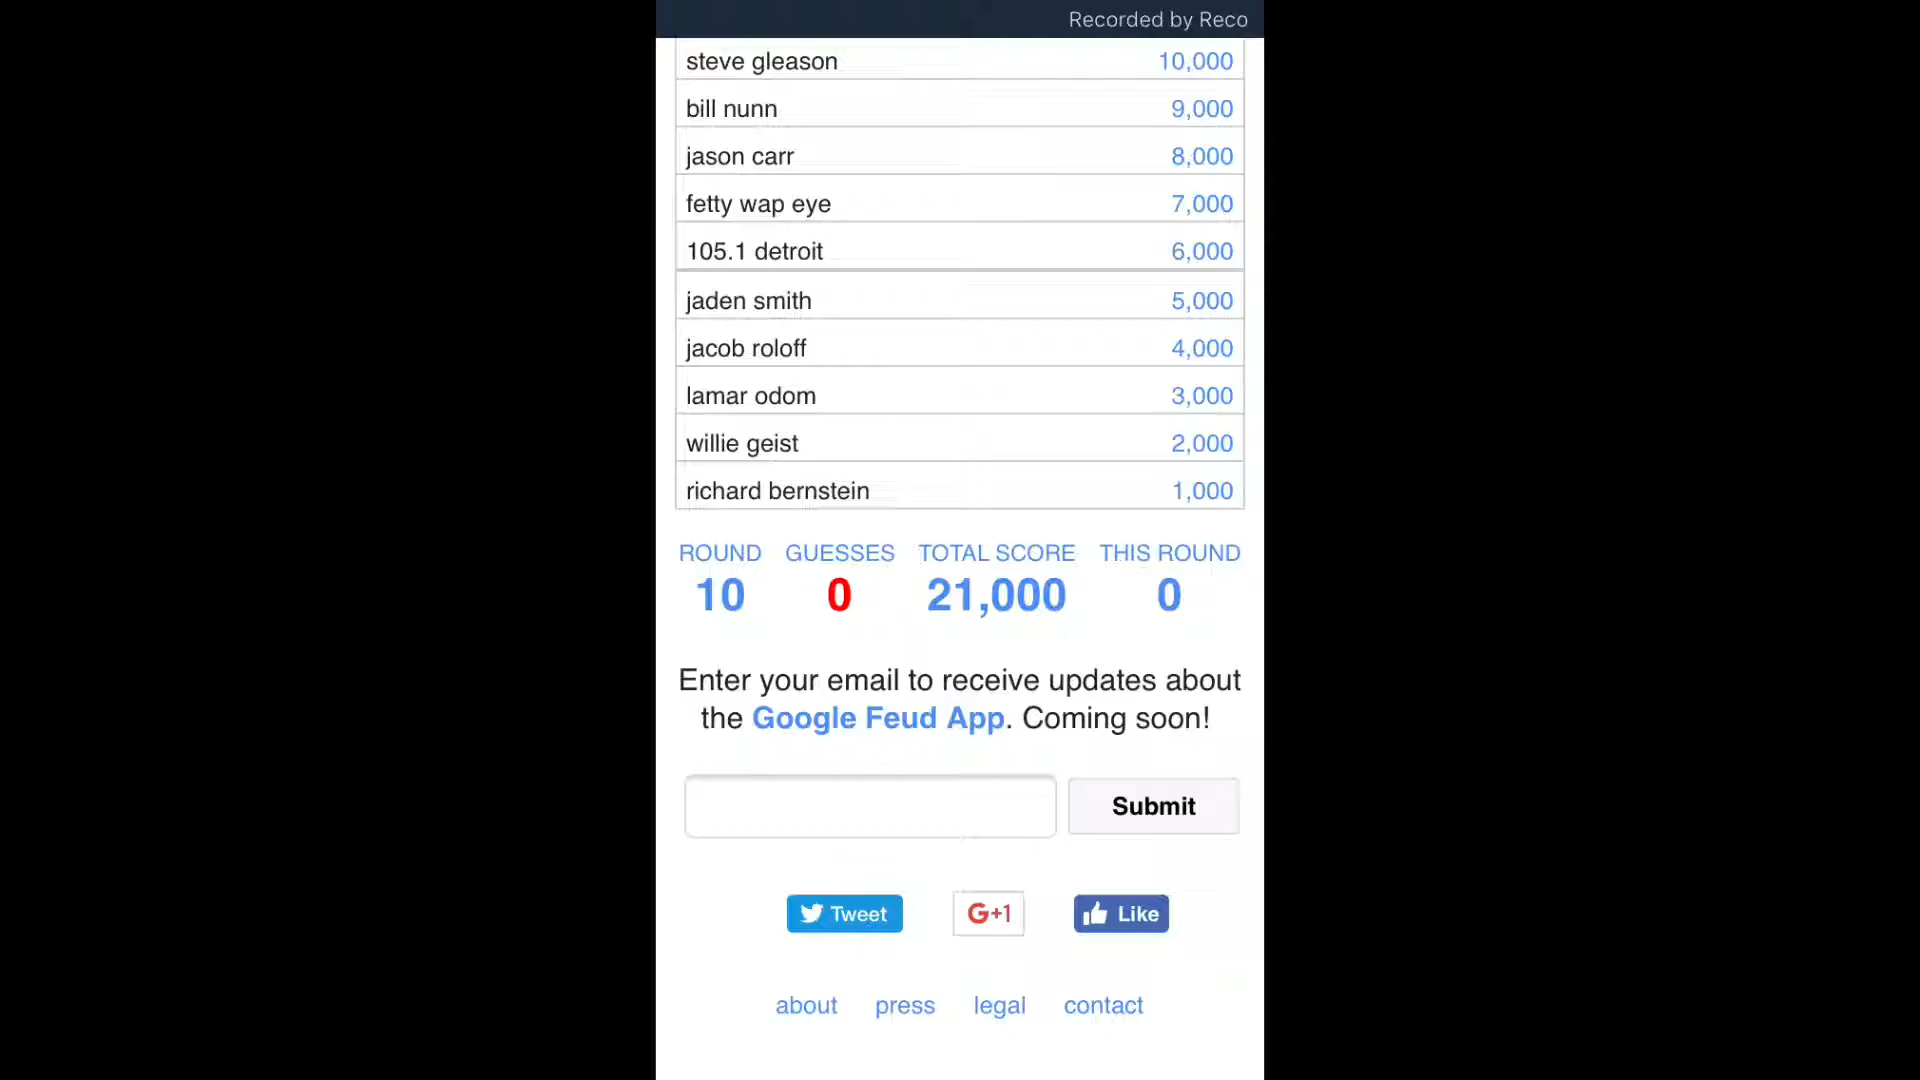 Recorded by Reco
steve gleason 10,000
bill nunn 9,000
jason carr 8,000
fetty wap eye 7,000
105.1 detroit 6,000
jaden smith 5,000
jacob roloff 4,000
lamar odom 3,000
willie geist 2,000
richard bernstein 1,000
ROUND GUESSES TOTAL SCORE THIS ROUND
10 0 21,000 0
Enter your email to receive updates about
the Google Feud App. Coming soon!
Submit
Tweet G+1 Like
about press legal contact